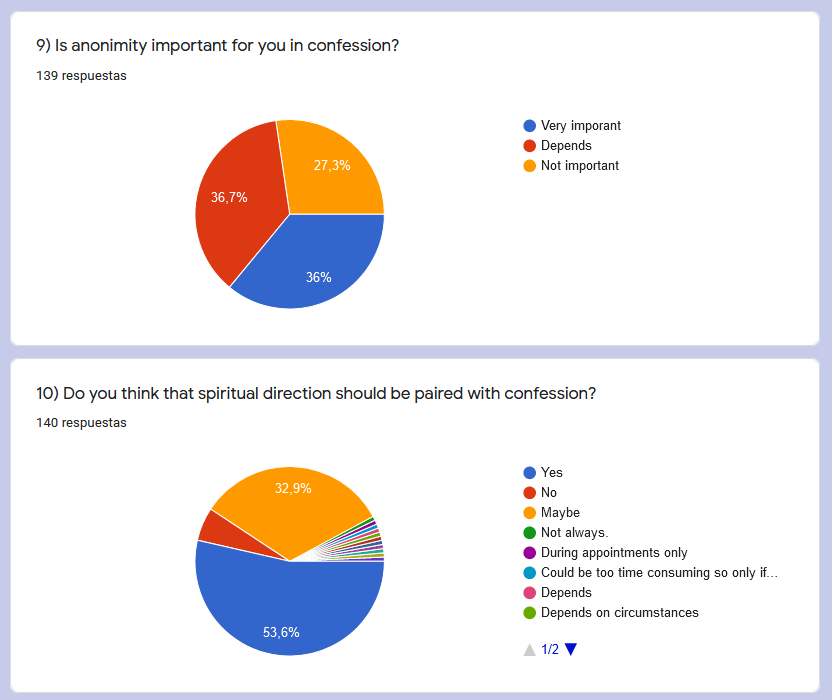 9) Is anonimity important for you in confession?
139 respuestas
27,3%
36,7%
36%
Very imporant
Depends
Not important
10) Do you think that spiritual direction should be paired with confession?
140 respuestas
32,9%
53,6%
Yes
No
Maybe
Not always.
During appointments only
Could be too time consuming so only if...
Depends
Depends on circumstances
1/2